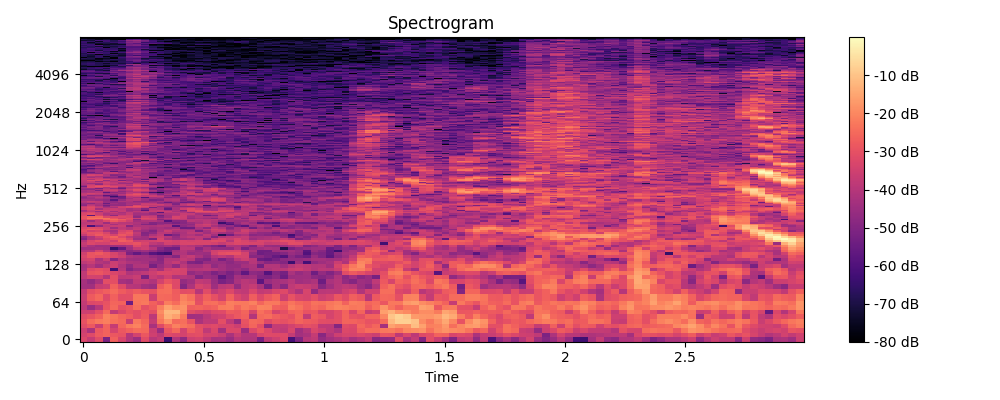 Spectrogram
Hz
4096
2048
1024
512
256
128
64
0
0
0.5
1
1.5
2
2.5
Time
-10 dB
-20 dB
-30 dB
-40 dB
-50 dB
-60 dB
-70 dB
-80 dB